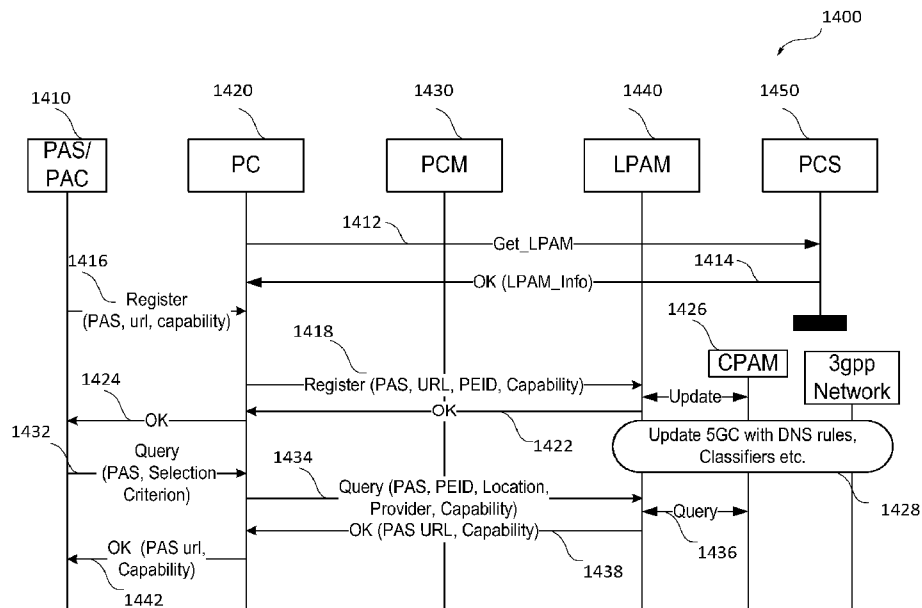 1400
1410
1420
1430
1440
1450
PAS/
PAC
PC
PCM
LPAM
PCS
1412
Get_LPAM
1414
OK (LPAM_Info)
1416
Register
(PAS, url, capability)
1426
1418
CPAM
3gpp
Network
Register (PAS, URL, PEID, Capability)
Update
1424
OK
OK
1422
Update 5GC with DNS rules,
Classifiers etc.
1432
Query
(PAS, Selection
Criterion)
1434
Query (PAS, PEID, Location,
Provider, Capability)
Query
1428
OK (PAS URL, Capability)
1436
1438
OK (PAS url,
Capability)
1442